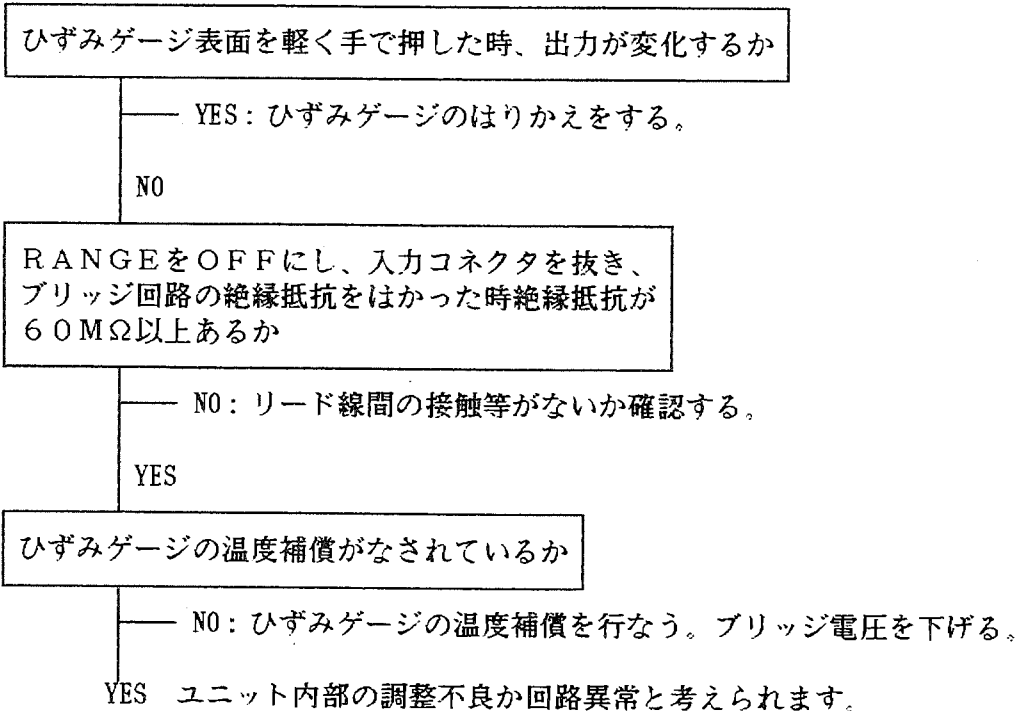 ひずみゲージ表面を軽く手で押した時、出力が変化するか
YES：ひずみゲージのはりかえをする。
NO
ＲＡＮＧＥをＯＦＦにし、入力コネクタを抜き、
ブリッジ回路の絶縁抵抗をはかった時絶縁抵抗が
６０ＭΩ以上あるか
NO：リード線間の接触等がないか確認する。
YES
ひずみゲージの温度補償がなされているか
NO：ひずみゲージの温度補償を行なう。ブリッジ電圧を下げる。
YES　ユニット内部の調整不良か回路異常と考えられます。